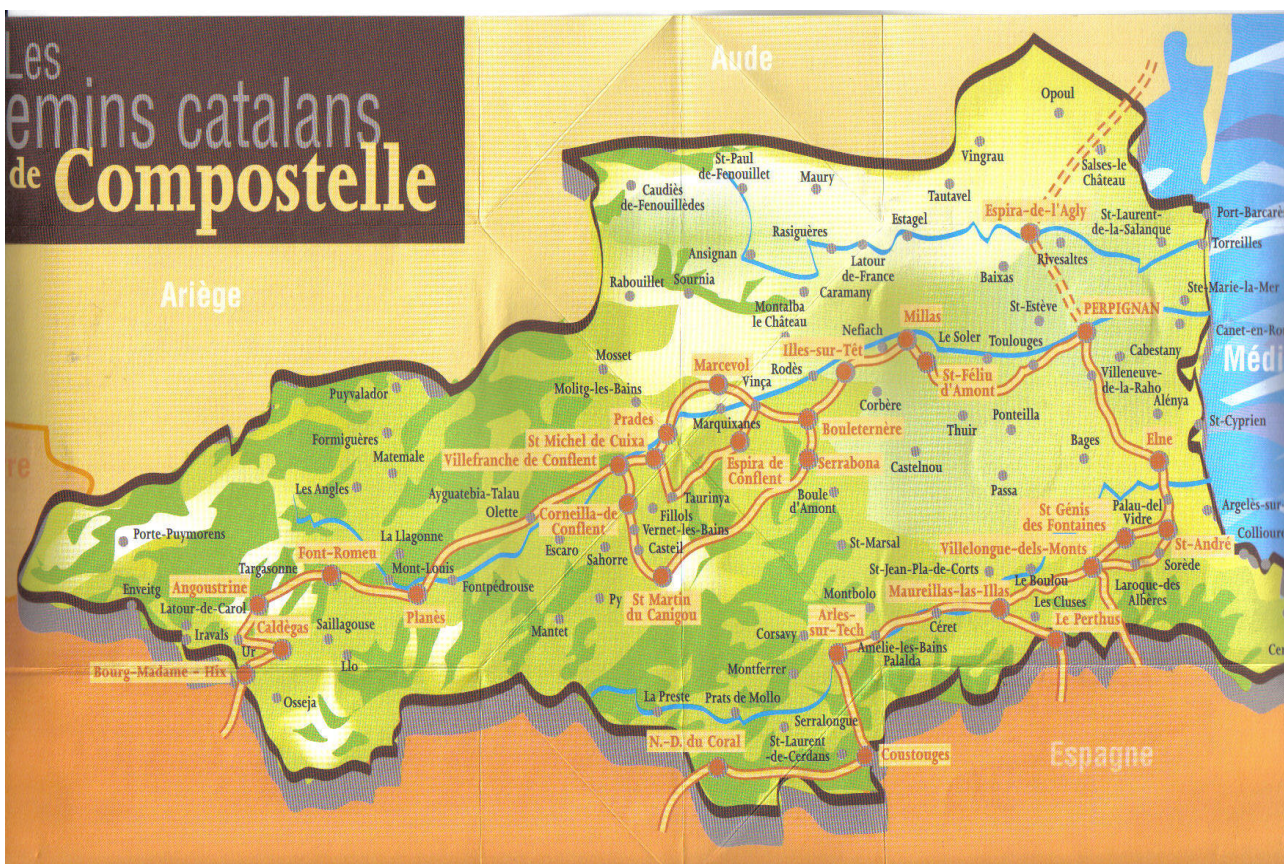 Les
emins catalans
de Compostelle
Aude
Ariège
Espagne
Médi
re
Opoul
Vingrau
Salses-le
Château
St-Paul
de-Fenouillet
Maury
Tautavel
Caudiès
de-Fenouillèdes
Espira-de-l'Agly
St-Laurent-
de-la-Salanque
Port-Barcarè
Torreilles
Estagel
Rasiguères
Ansignan
Latour
de-France
Rivesaltes
Baixas
Caramany
Rabouillet
Sournia
Montalba
le Château
St-Estève
Ste-Marie-la-Mer
PERPIGNAN
Millas
Nefiach
Le Soler
Toulouges
Canet-en-Ro
Cabestany
Illes-sur-Têt
Mosset
Marcevol
Molitg-les-Bains
Vinça
Rodès
St-Féliu
d'Amont
Villeneuve-
de-la-Raho
Puyvalador
Corbère
Alénya
Prades
Marquixanes
Bouleternère
Thuir
Ponteilla
St-Cyprien
Formiguères
St Michel de Cuixa
Bages
Elne
Matemale
Villefranche de Conflent
Espira de
Conflent
Serrabona
Castelnou
Les Angles
Ayguatebia-Talau
Olette
Taurinya
Boule
d'Amont
Passa
Corneilla-de
Conflent
Fillols
St Génis
des Fontaines
Palau-del
Vidre
Argelès-sur-
Porte-Puymorens
La Llagonne
Vernet-les-Bains
Escaro
Sahorre
Casteil
St-Marsal
Villelongue-dels-Monts
St-André
Colliour
Font-Romeu
Targasonne
Mont-Louis
Fontpédrouse
St-Jean-Pla-de-Corts
Le Boulou
Sorède
Angoustrine
Enveitg
Latour-de-Carol
Planès
Py
St Martin
du Canigou
Montbolo
Maureillas-las-Illas
Laroque-des
Albères
Les Cluses
Iravals
Caldègas
Ur
Saillagouse
Mantet
Corsavy
Arles-
sur-Tech
Céret
Le Perthus
Amélie-les-Bains
Palalda
Llo
Bourg-Madame - Hix
Montferrer
Ce
Osseja
La Preste
Prats de Mollo
Serralongue
N.-D. du Coral
St-Laurent
-de-Cerdans
Coustouges